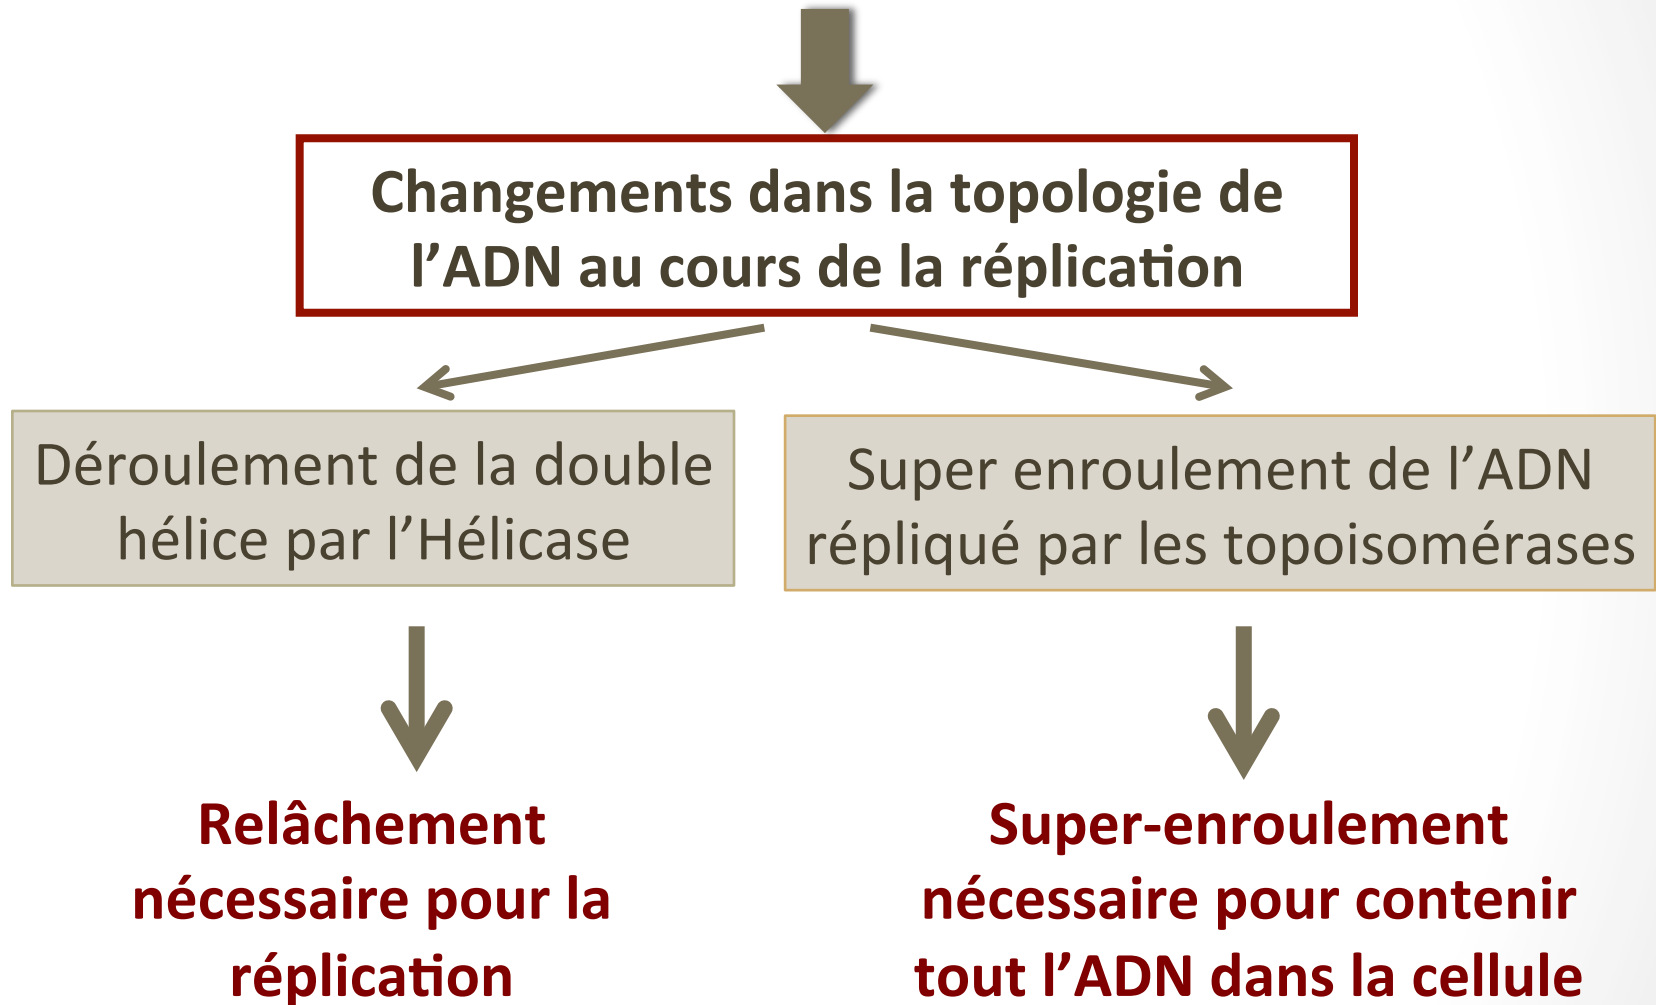 Changements dans la topologie de
l’ADN au cours de la réplication
Déroulement de la double
hélice par l’Hélicase
Super enroulement de l’ADN
répliqué par les topoisomérases
Relâchement
nécessaire pour la
réplication
Super-enroulement
nécessaire pour contenir
tout l’ADN dans la cellule